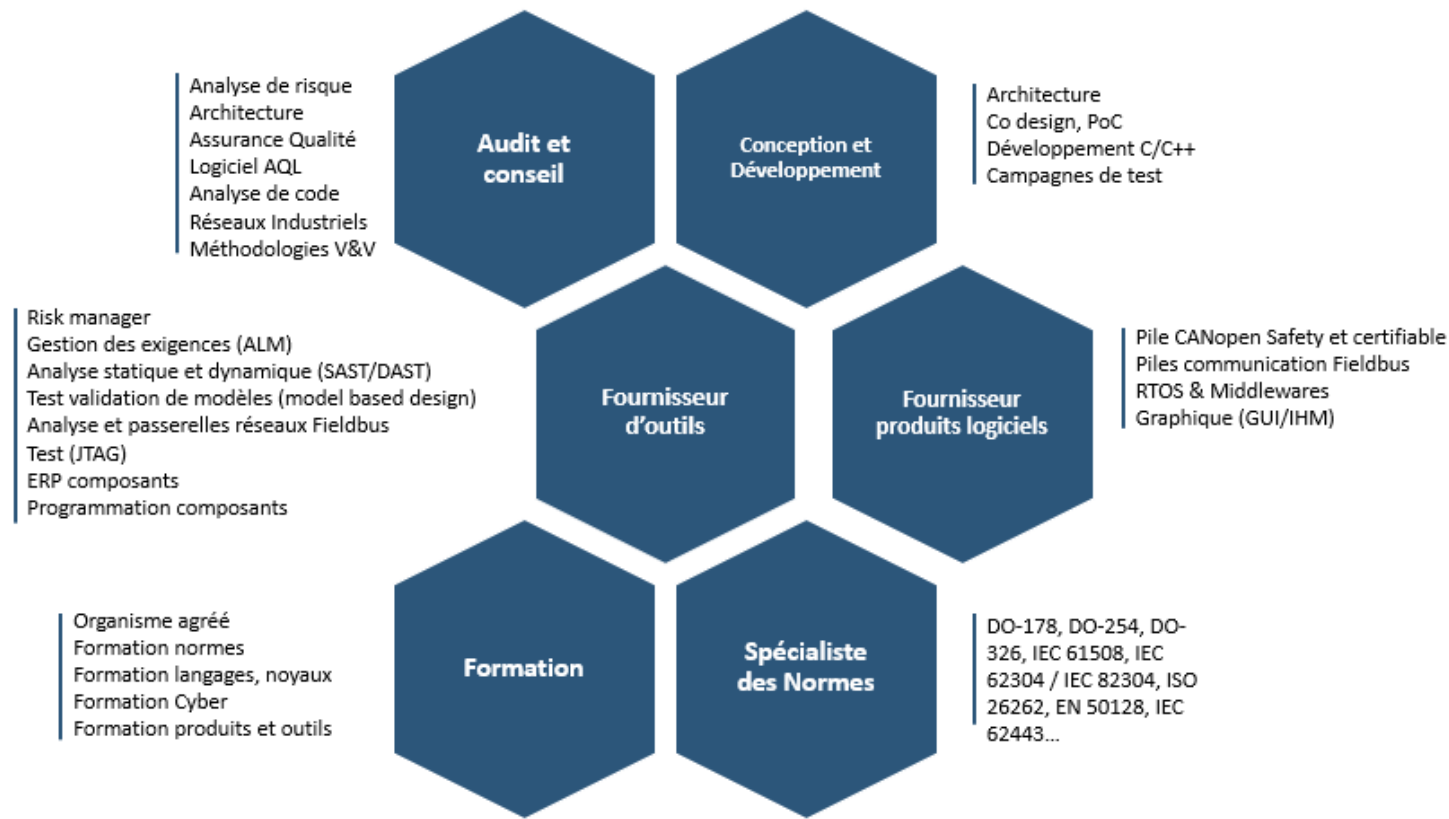 Analyse de risque
Architecture
Assurance Qualité
Logiciel AQL
Analyse de code
Réseaux Industriels
Méthodologies V&V
Audit et
conseil
Conception et
Développement
Architecture
Co design, PoC
Développement C/C++
Campagnes de test
Risk manager
Gestion des exigences (ALM)
Analyse statique et dynamique (SAST/DAST)
Test validation de modèles (model based design)
Analyse et passerelles réseaux Fieldbus
Test (JTAG)
ERP composants
Programmation composants
Fournisseur
d’outils
Fournisseur
produits logiciels
Pile CANopen Safety et certifiable
Piles communication Fieldbus
RTOS & Middlewares
Graphique (GUI/IHM)
Organisme agréé
Formation normes
Formation langages, noyaux
Formation Cyber
Formation produits et outils
Formation
Spécialiste
des Normes
DO-178, DO-254, DO-
326, IEC 61508, IEC
62304 / IEC 82304, ISO
26262, EN 50128, IEC
62443...